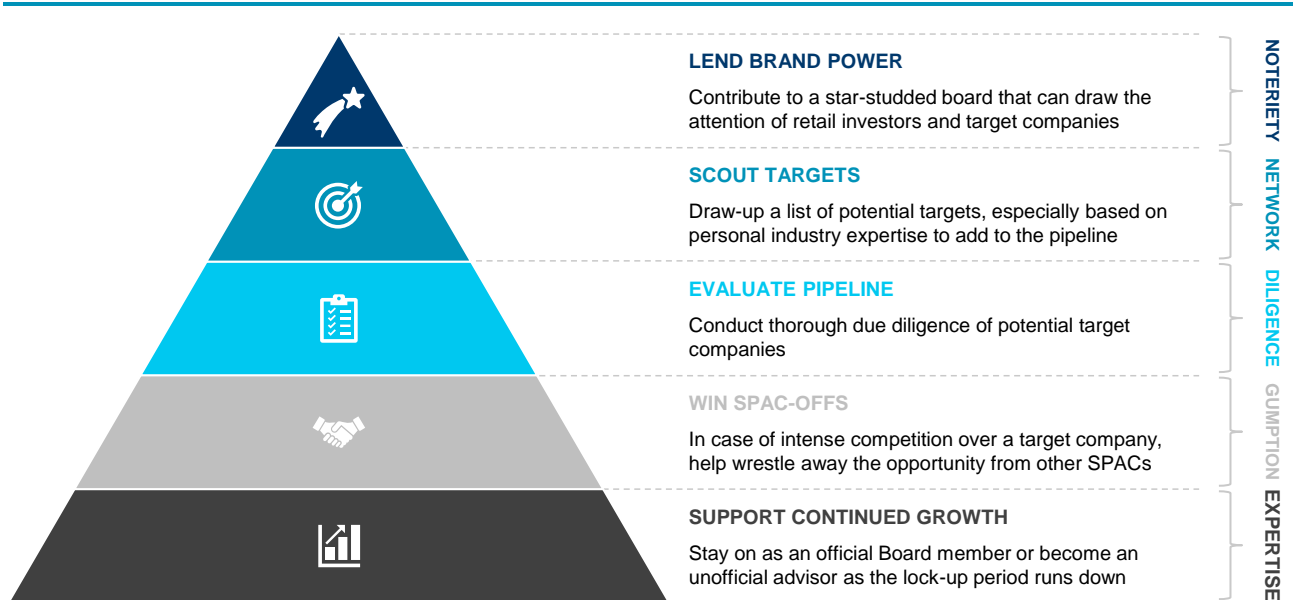 LEND BRAND POWER
Contribute to a star-studded board that can draw the
attention of retail investors and target companies
NOTERIETY
SCOUT TARGETS
Draw-up a list of potential targets, especially based on
personal industry expertise to add to the pipeline
NETWORK
EVALUATE PIPELINE
Conduct thorough due diligence of potential target
companies
DILIGENCE
WIN SPAC-OFFS
In case of intense competition over a target company,
help wrestle away the opportunity from other SPACs
GUMPTION
SUPPORT CONTINUED GROWTH
Stay on as an official Board member or become an
unofficial advisor as the lock-up period runs down
EXPERTISE